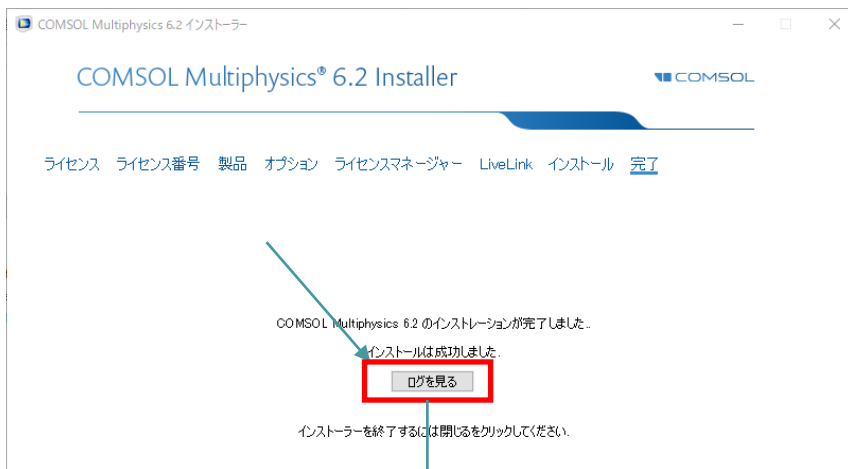 COMSOL Multiphysics 6.2 インストーラー
COMSOL Multiphysics® 6.2 Installer
COMSOL
ライセンス ライセンス番号 製品 オプション ライセンスマネージャー LiveLink インストール 完了
COMSOL Multiphysics 6.2 のインストレーションが完了しました..
インストールは成功しました.
ログを見る
インストーラーを終了するには閉じるをクリックしてください.